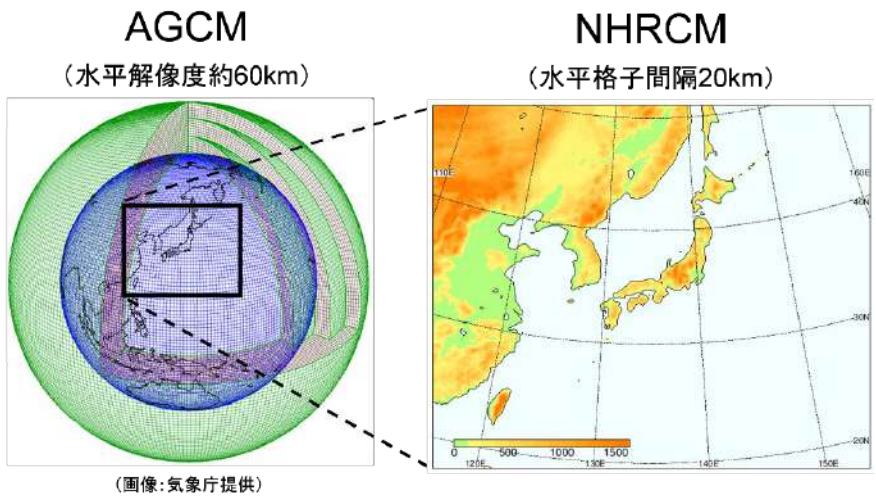 AGCM
（水平解像度約60km）
（画像：気象庁提供）
NHRCM
（水平格子間隔20km）
110E
160E
40N
30N
20N
0 500 1000 1500
120E 130E 140E 150E